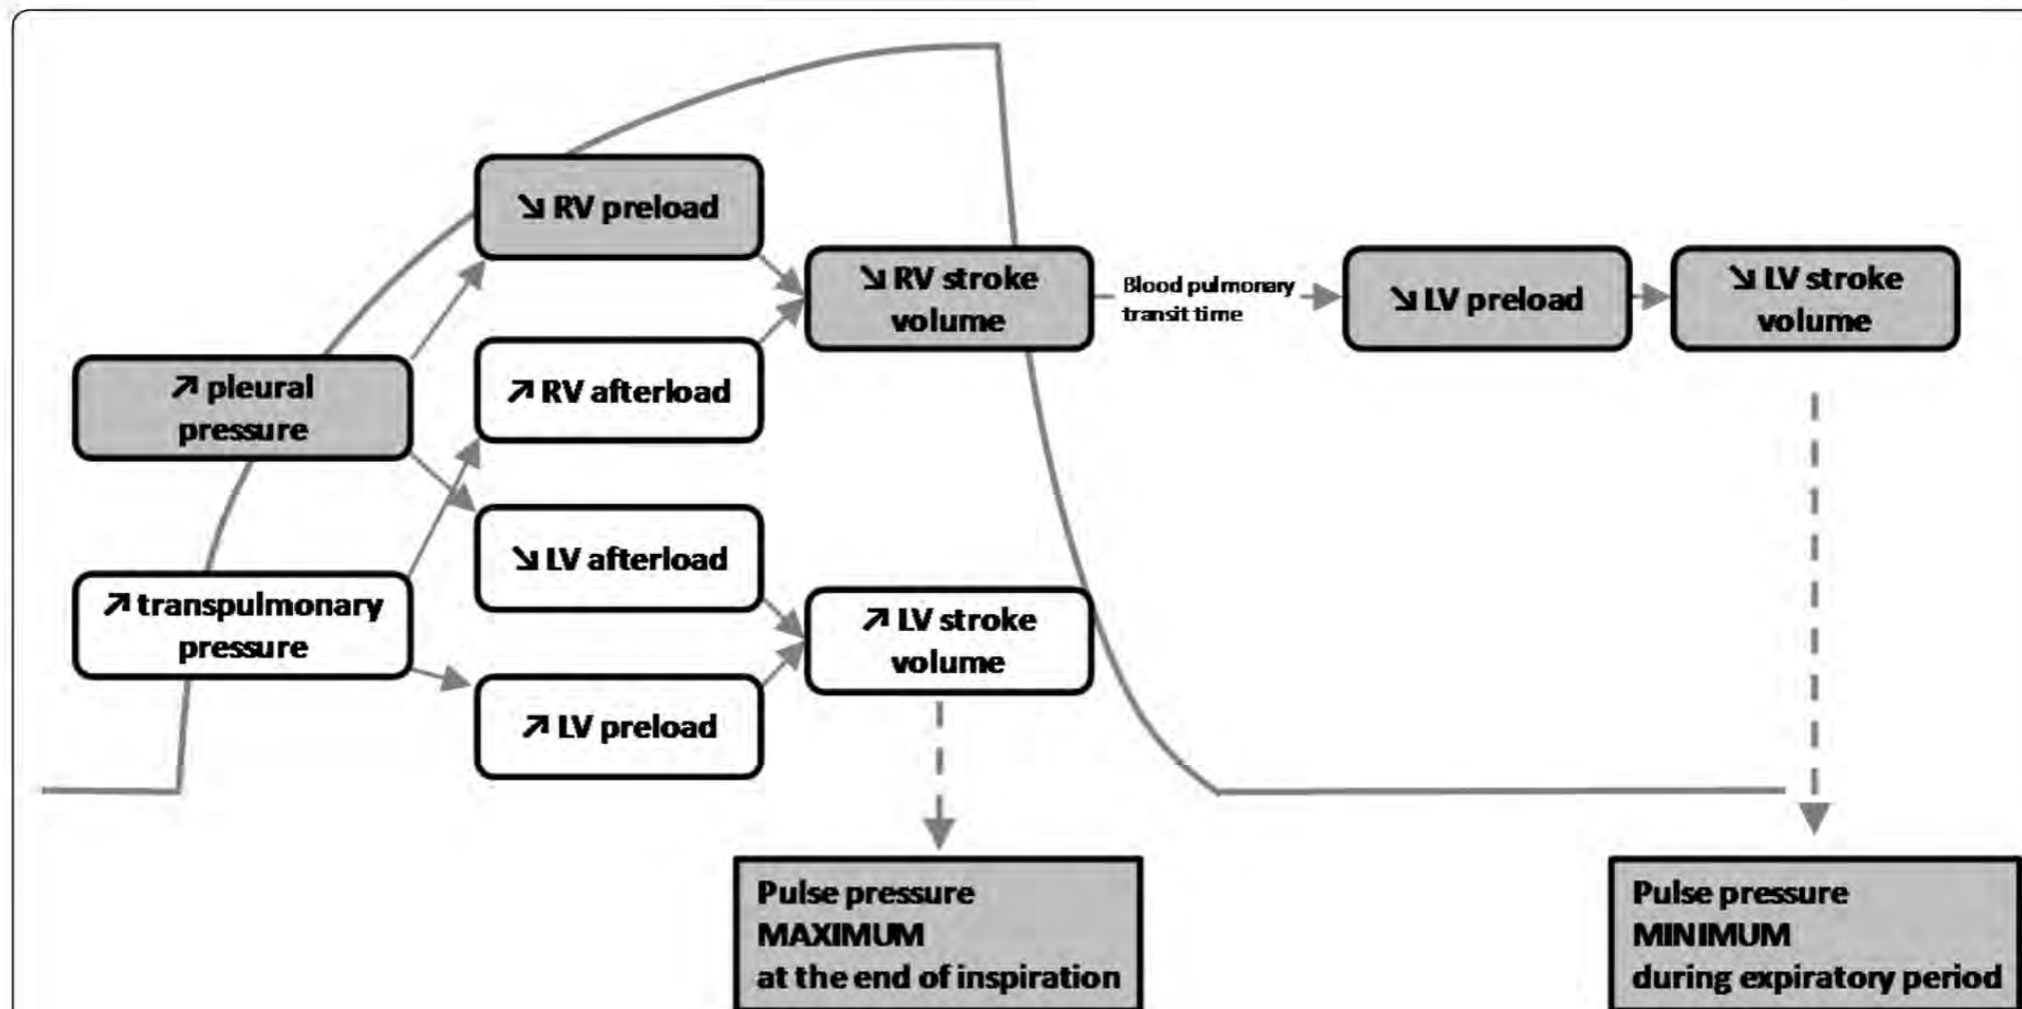 ↘ RV preload
↘ RV stroke
volume
Blood pulmonary
transit time
↘ LV preload
↘ LV stroke
volume
↗ pleural
pressure
↗ RV afterload
↘ LV afterload
↗ transpulmonary
pressure
↗ LV stroke
volume
↗ LV preload
Pulse pressure
MAXIMUM
at the end of inspiration
Pulse pressure
MINIMUM
during expiratory period